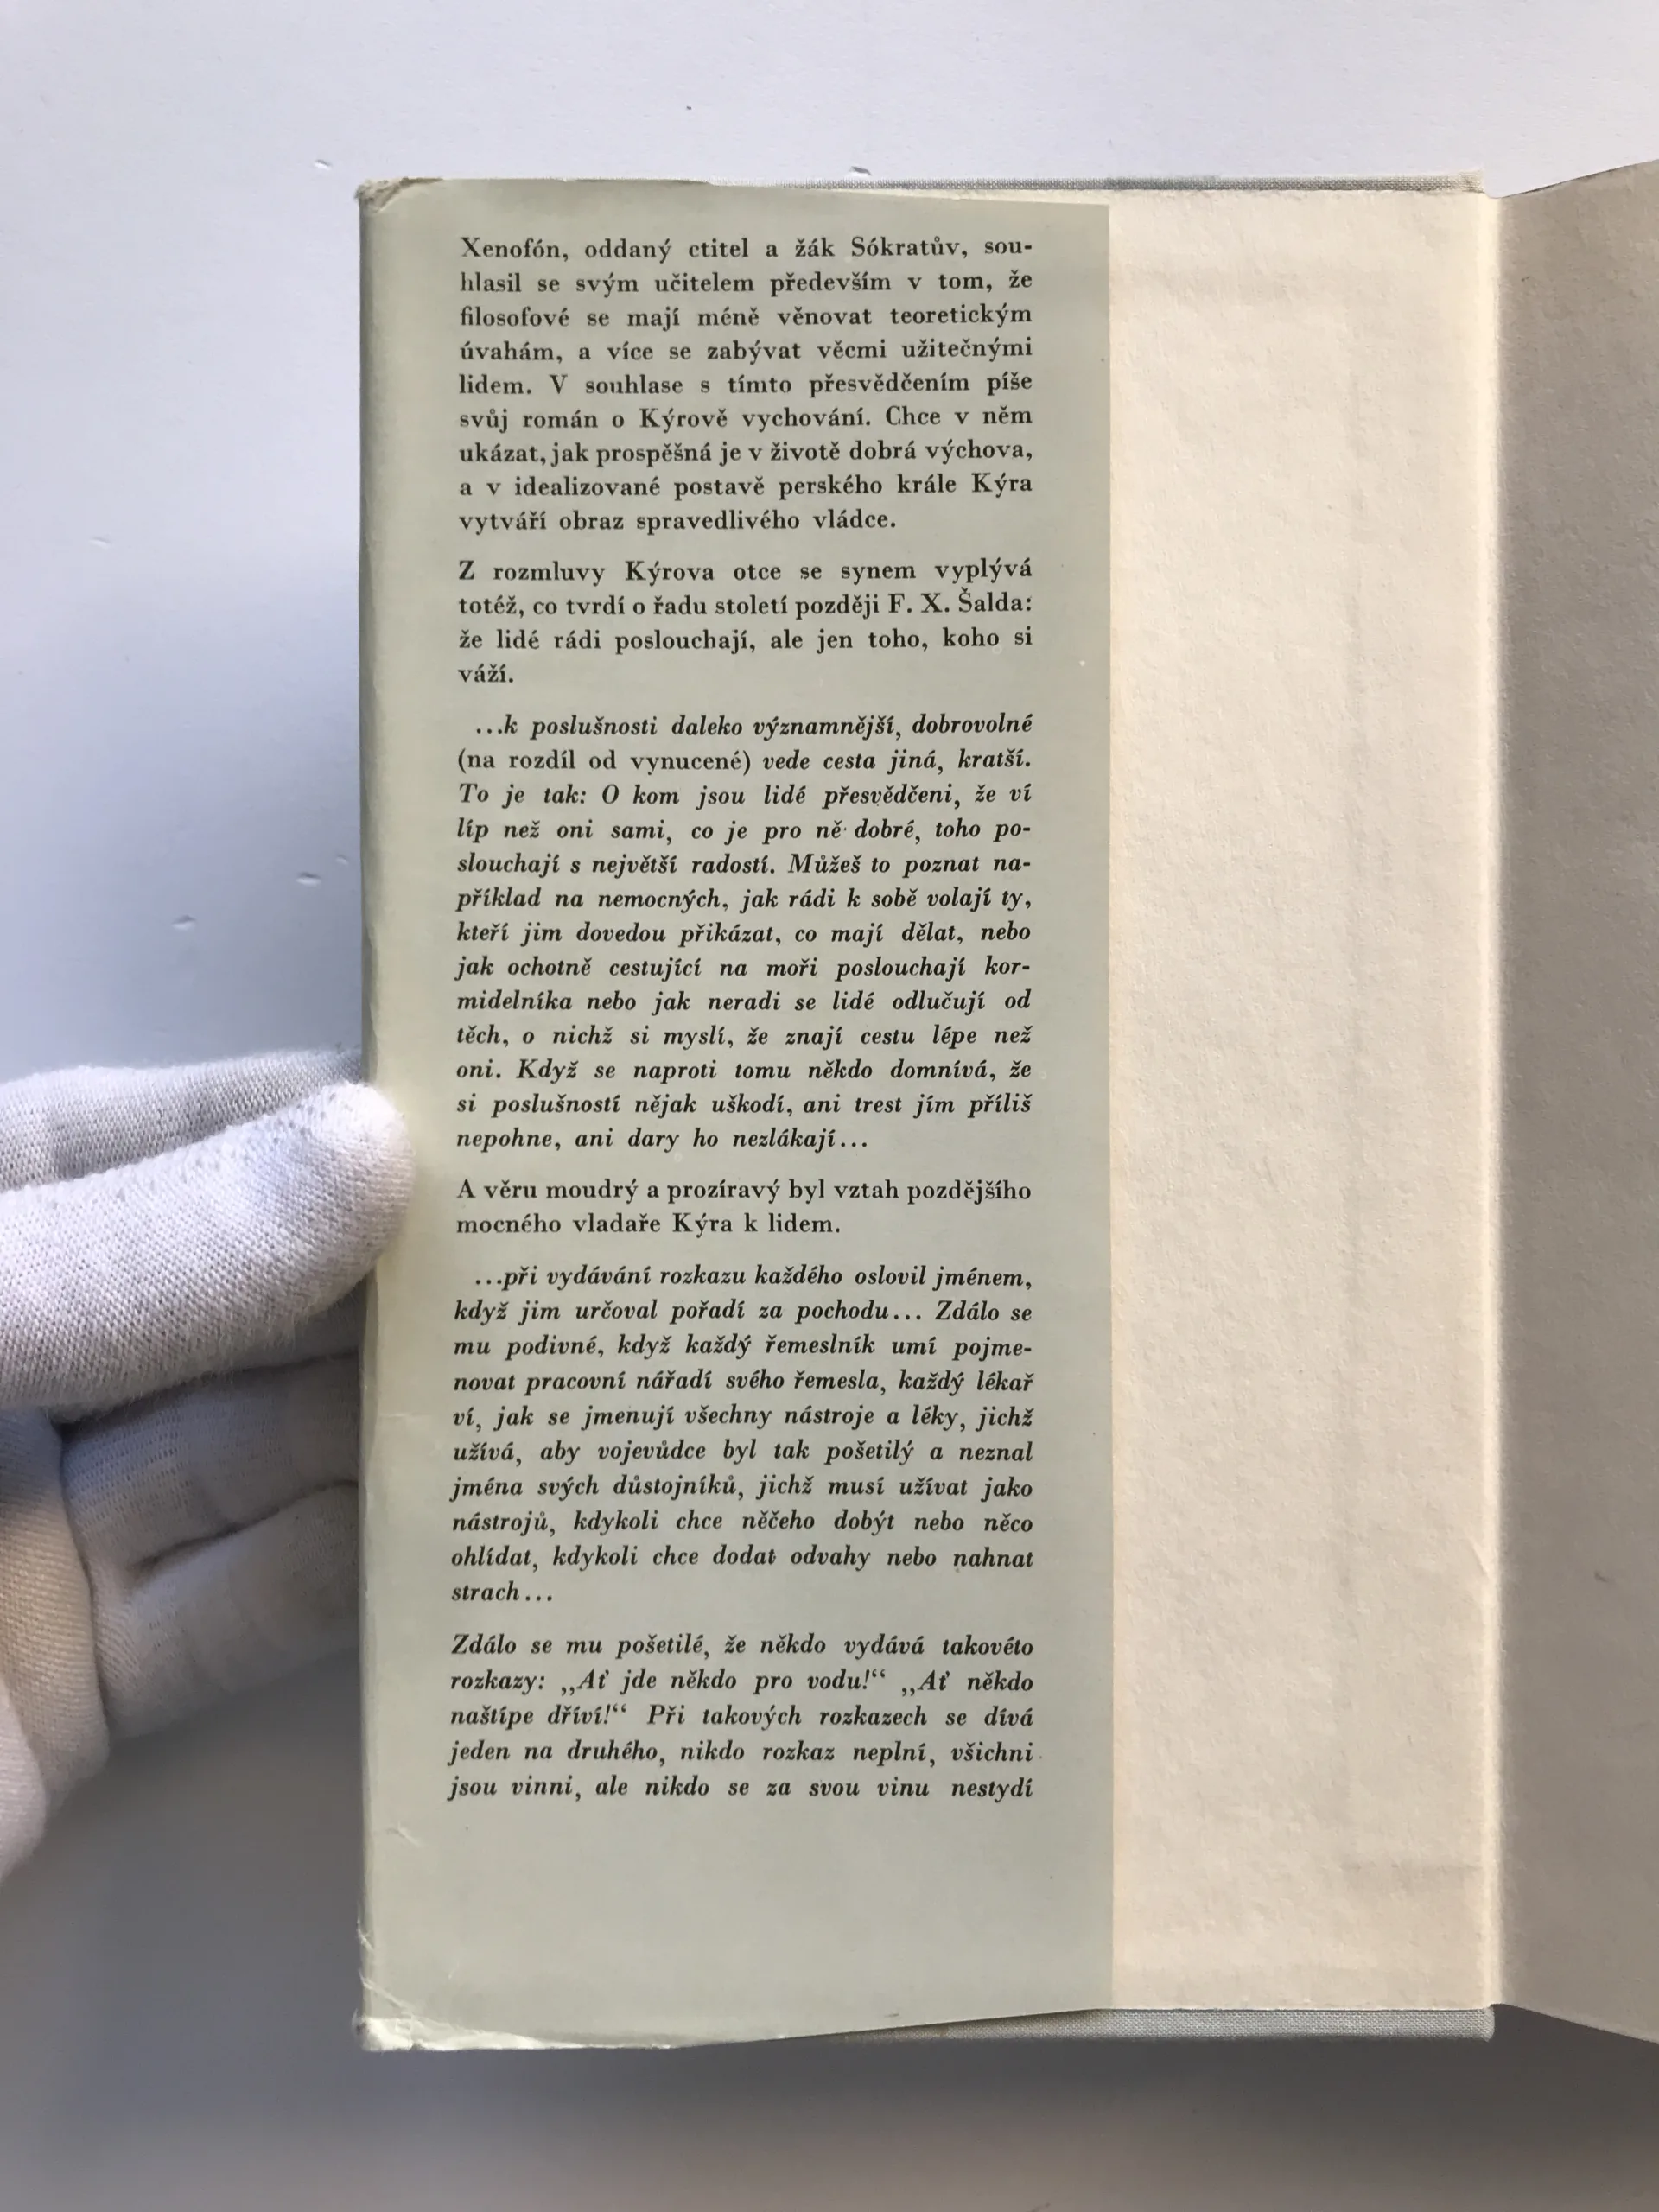 Xenofón, oddaný ctitel a žák Sókratův, sou-
hlasil se svým učitelem především v tom, že
filosofové se mají méně věnovat teoretickým
úvahám, a více se zabývat věcmi užitečnými
lidem. V souhlase s tímto přesvědčením píše
svůj román o Kýrově vychování. Chce v něm
ukázat, jak prospěšná je v životě dobrá výchova,
a v idealizované postavě perského krále Kýra
vytváří obraz spravedlivého vládce.
Z rozmluvy Kýrova otce se synem vyplývá
totéž, co tvrdí o řadu století později F. X. Šalda:
že lidé rádi poslouchají, ale jen toho, koho si
váží.
...k poslušnosti daleko významnější, dobrovolné
(na rozdíl od vynucené) vede cesta jiná, kratší.
To je tak: O kom jsou lidé přesvědčeni, že ví
líp než oni sami, co je pro ně dobré, toho po-
slouchají s největší radostí. Můžeš to poznat na-
příklad na nemocných, jak rádi k sobě volají ty,
kteří jim dovedou přikázat, co mají dělat, nebo
jak ochotně cestující na moři poslouchají kor-
midelníka nebo jak neradi se lidé odlučují od
těch, o nichž si myslí, že znají cestu lépe než
oni. Když se naproti tomu někdo domnívá, že
si poslušností nějak uškodí, ani trest jím příliš
nepohne, ani dary ho nezlákají...
A věru moudrý a prozíravý byl vztah pozdějšího
mocného vladaře Kýra k lidem.
...při vydávání rozkazu každého oslovil jménem,
když jim určoval pořadí za pochodu... Zdálo se
mu podivné, když každý řemeslník umí pojme-
novat pracovní nářadí svého řemesla, každý lékař
ví, jak se jmenují všechny nástroje a léky, jichž
užívá, aby vojevůdce byl tak pošetilý a neznal
jména svých důstojníků, jichž musí užívat jako
nástrojů, kdykoli chce něčeho dobýt nebo něco
ohlídat, kdykoli chce dodat odvahy nebo nahnat
strach...
Zdálo se mu pošetilé, že někdo vydává takovéto
rozkazy: „Ať jde někdo pro vodu!“ „Ať někdo
naštípe dříví!“ Při takových rozkazech se dívá
jeden na druhého, nikdo rozkaz neplní, všichni
jsou vinni, ale nikdo se za svou vinu nestydí